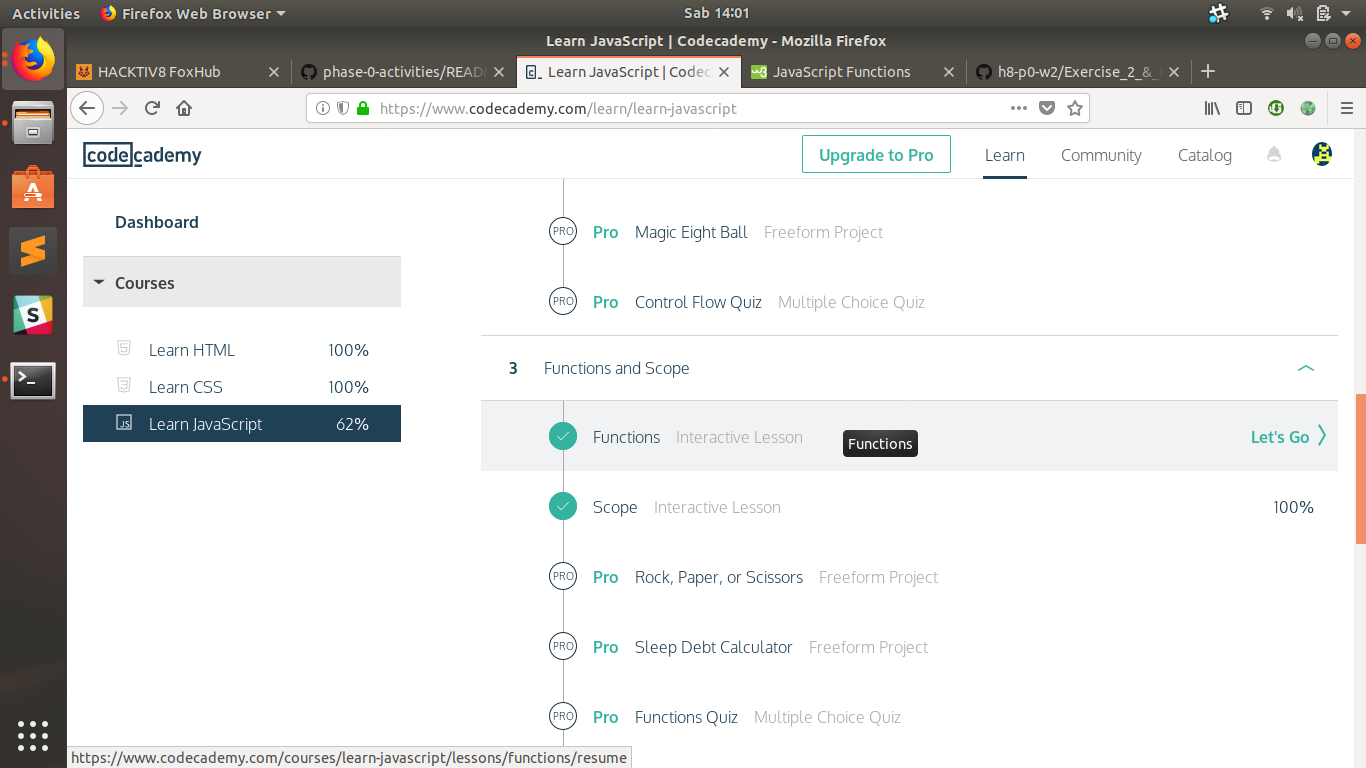 Activities Firefox Web Browser Sab 14:01
Learn JavaScript | Codecademy - Mozilla Firefox
HACKTIV8 FoxHub phase-0-activities/READ Learn JavaScript | Codec JavaScript Functions h8-p0-w2/Exercise_2_&_
https://www.codecademy.com/learn/learn-javascript
codecademy Upgrade to Pro Learn Community Catalog
Dashboard
Courses
Learn HTML 100%
Learn CSS 100%
JS Learn JavaScript 62%
PRO Pro Magic Eight Ball Freeform Project
PRO Pro Control Flow Quiz Multiple Choice Quiz
3 Functions and Scope
Functions Interactive Lesson Let's Go
Functions
Scope Interactive Lesson 100%
PRO Pro Rock, Paper, or Scissors Freeform Project
PRO Pro Sleep Debt Calculator Freeform Project
PRO Pro Functions Quiz Multiple Choice Quiz
https://www.codecademy.com/courses/learn-javascript/lessons/functions/resume